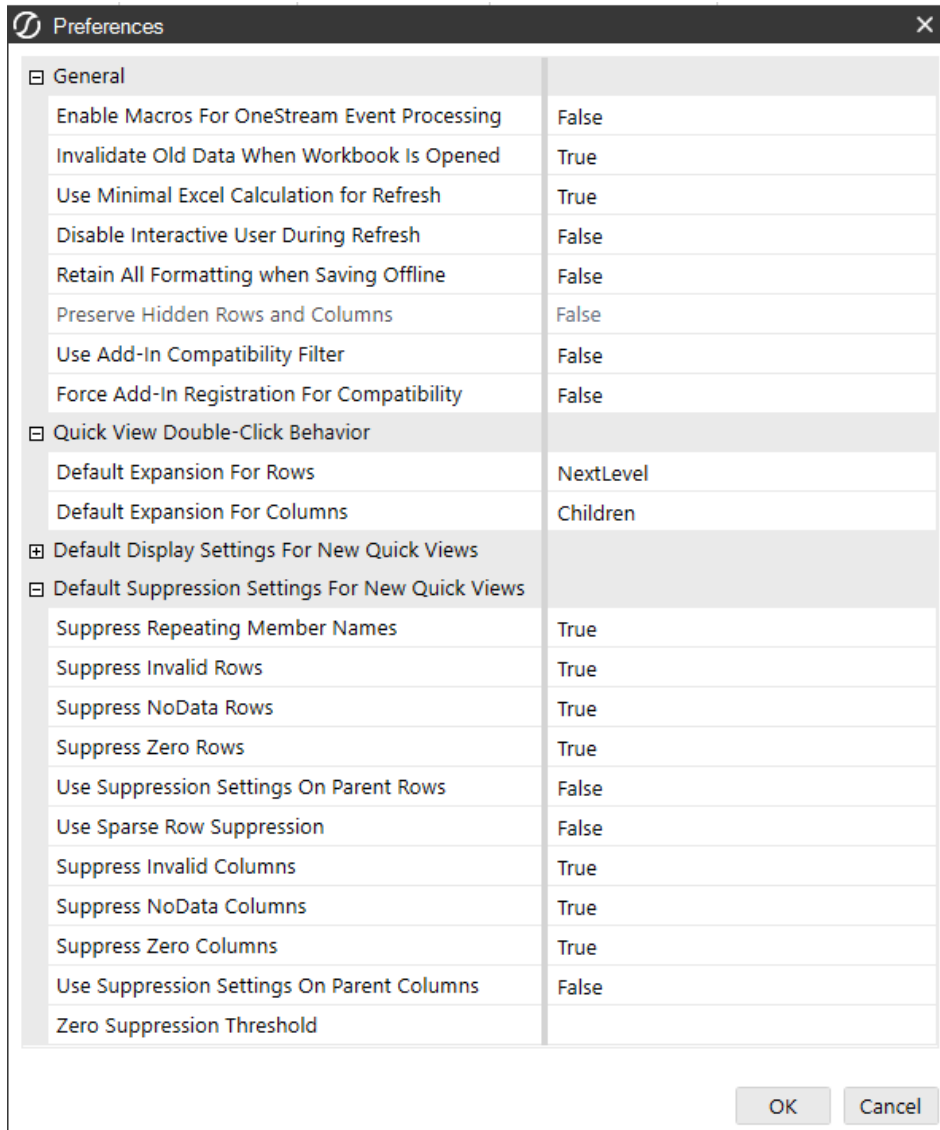 Preferences
General
Enable Macros For OneStream Event Processing False
Invalidate Old Data When Workbook Is Opened True
Use Minimal Excel Calculation for Refresh True
Disable Interactive User During Refresh False
Retain All Formatting when Saving Offline False
Preserve Hidden Rows and Columns False
Use Add-In Compatibility Filter False
Force Add-In Registration For Compatibility False
Quick View Double-Click Behavior
Default Expansion For Rows NextLevel
Default Expansion For Columns Children
Default Display Settings For New Quick Views
Default Suppression Settings For New Quick Views
Suppress Repeating Member Names True
Suppress Invalid Rows True
Suppress NoData Rows True
Suppress Zero Rows True
Use Suppression Settings On Parent Rows False
Use Sparse Row Suppression False
Suppress Invalid Columns True
Suppress NoData Columns True
Suppress Zero Columns True
Use Suppression Settings On Parent Columns False
Zero Suppression Threshold
OK Cancel